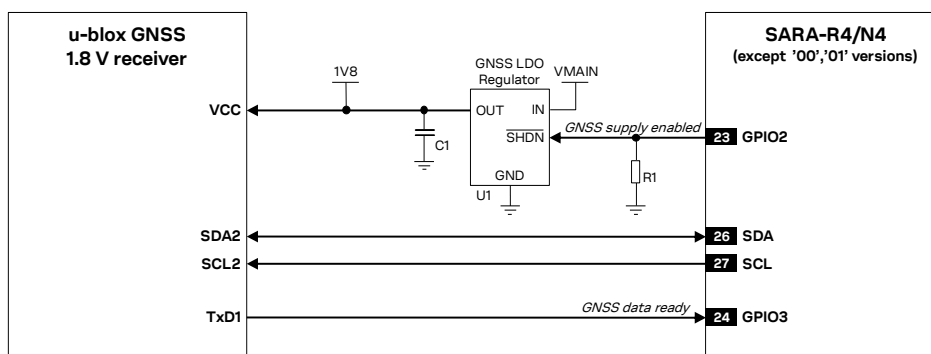 u-blox GNSS
1.8 V receiver
SARA-R4/N4
(except '00','01' versions)
GNSS LDO
Regulator
1V8
VMAIN
VCC
OUT
IN
GNSS supply enabled
23
GPIO2
SHDN
C1
GND
R1
U1
SDA2
26
SDA
SCL2
27
SCL
GNSS data ready
TxD1
24
GPIO3